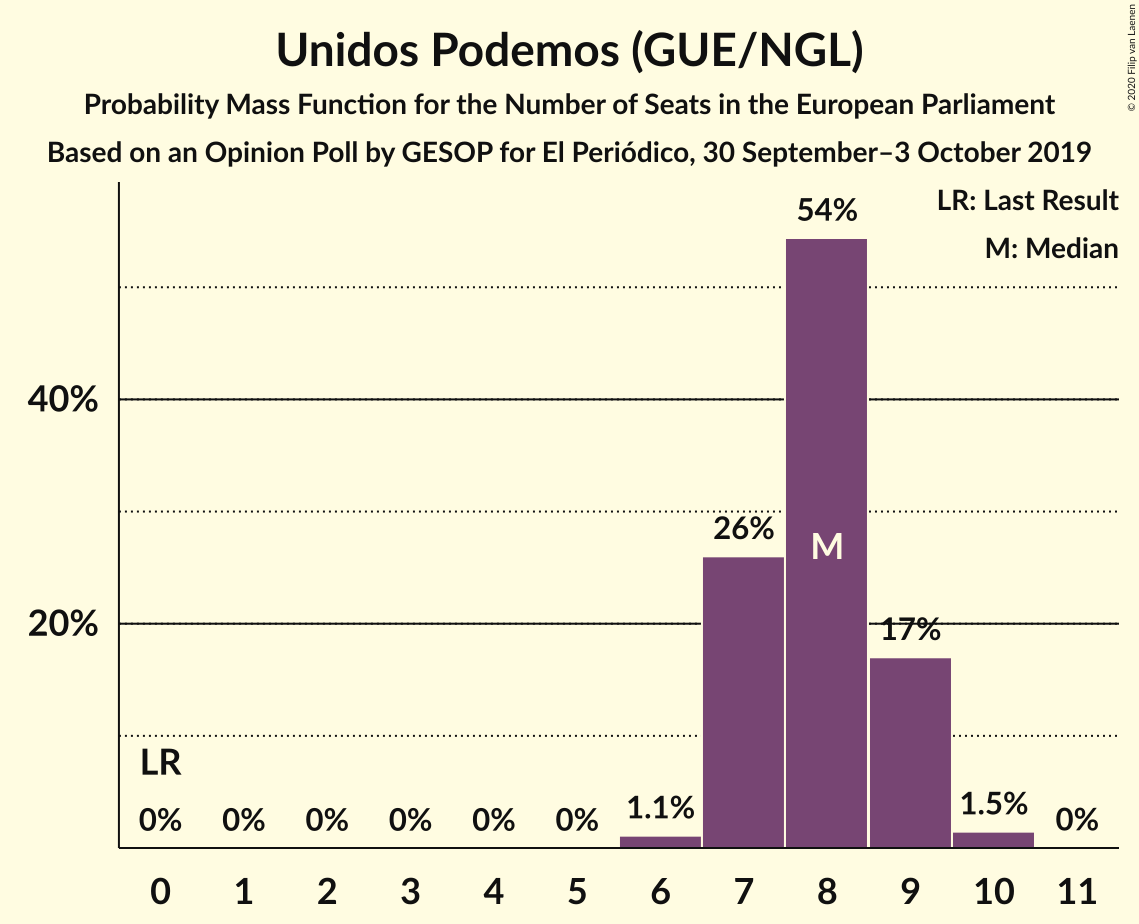 Unidos Podemos (GUE/NGL)
Probability Mass Function for the Number of Seats in the European Parliament
Based on an Opinion Poll by GESOP for El Periódico, 30 September–3 October 2019
© 2020 Filip van Laenen
LR: Last Result
M: Median
54%
40%
26%
M
20%
17%
LR
0% 0% 0% 0% 0% 0% 1.1% 1.5% 0%
0 1 2 3 4 5 6 7 8 9 10 11